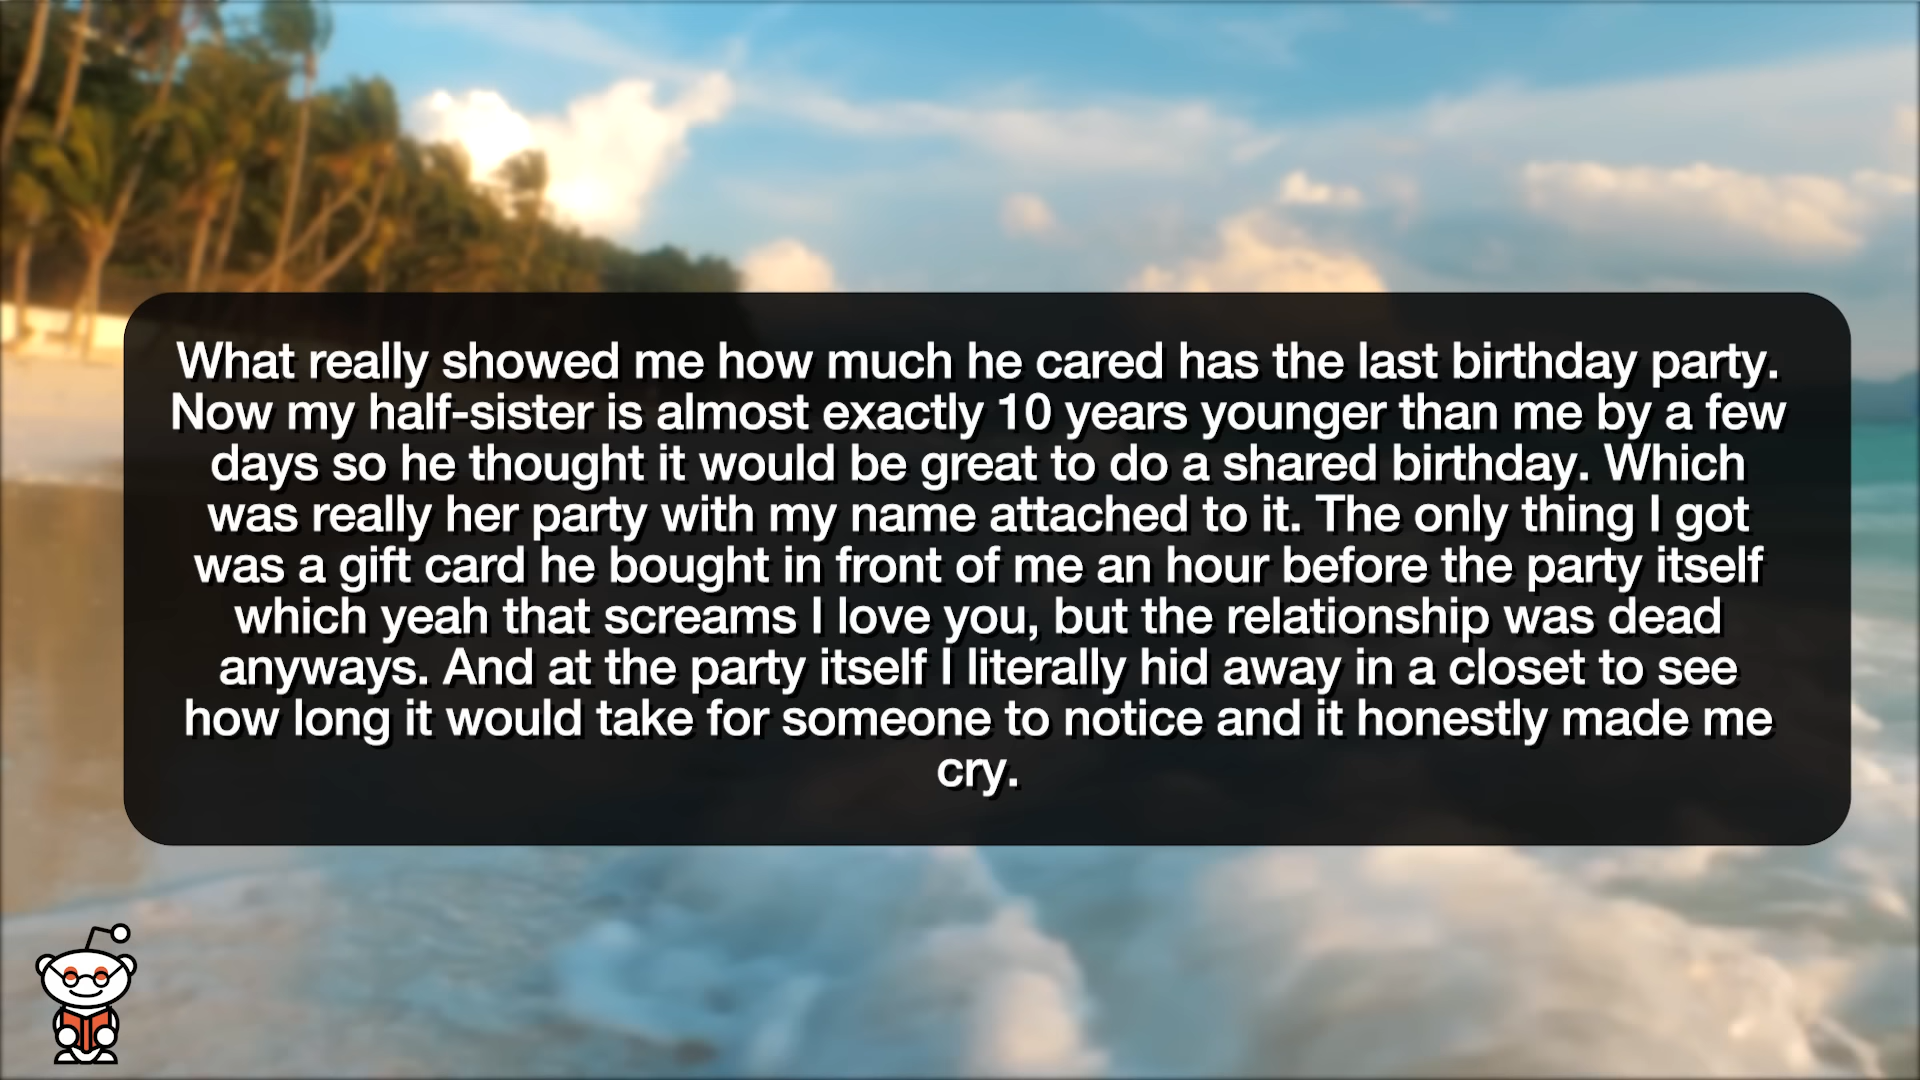 What really showed me how much he cared has the last birthday party.
Now my half-sister is almost exactly 10 years younger than me by a few
days so he thought it would be great to do a shared birthday. Which
was really her party with my name attached to it. The only thing I got
was a gift card he bought in front of me an hour before the party itself
which yeah that screams I love you, but the relationship was dead
anyways. And at the party itself I literally hid away in a closet to see
how long it would take for someone to notice and it honestly made me
cry.